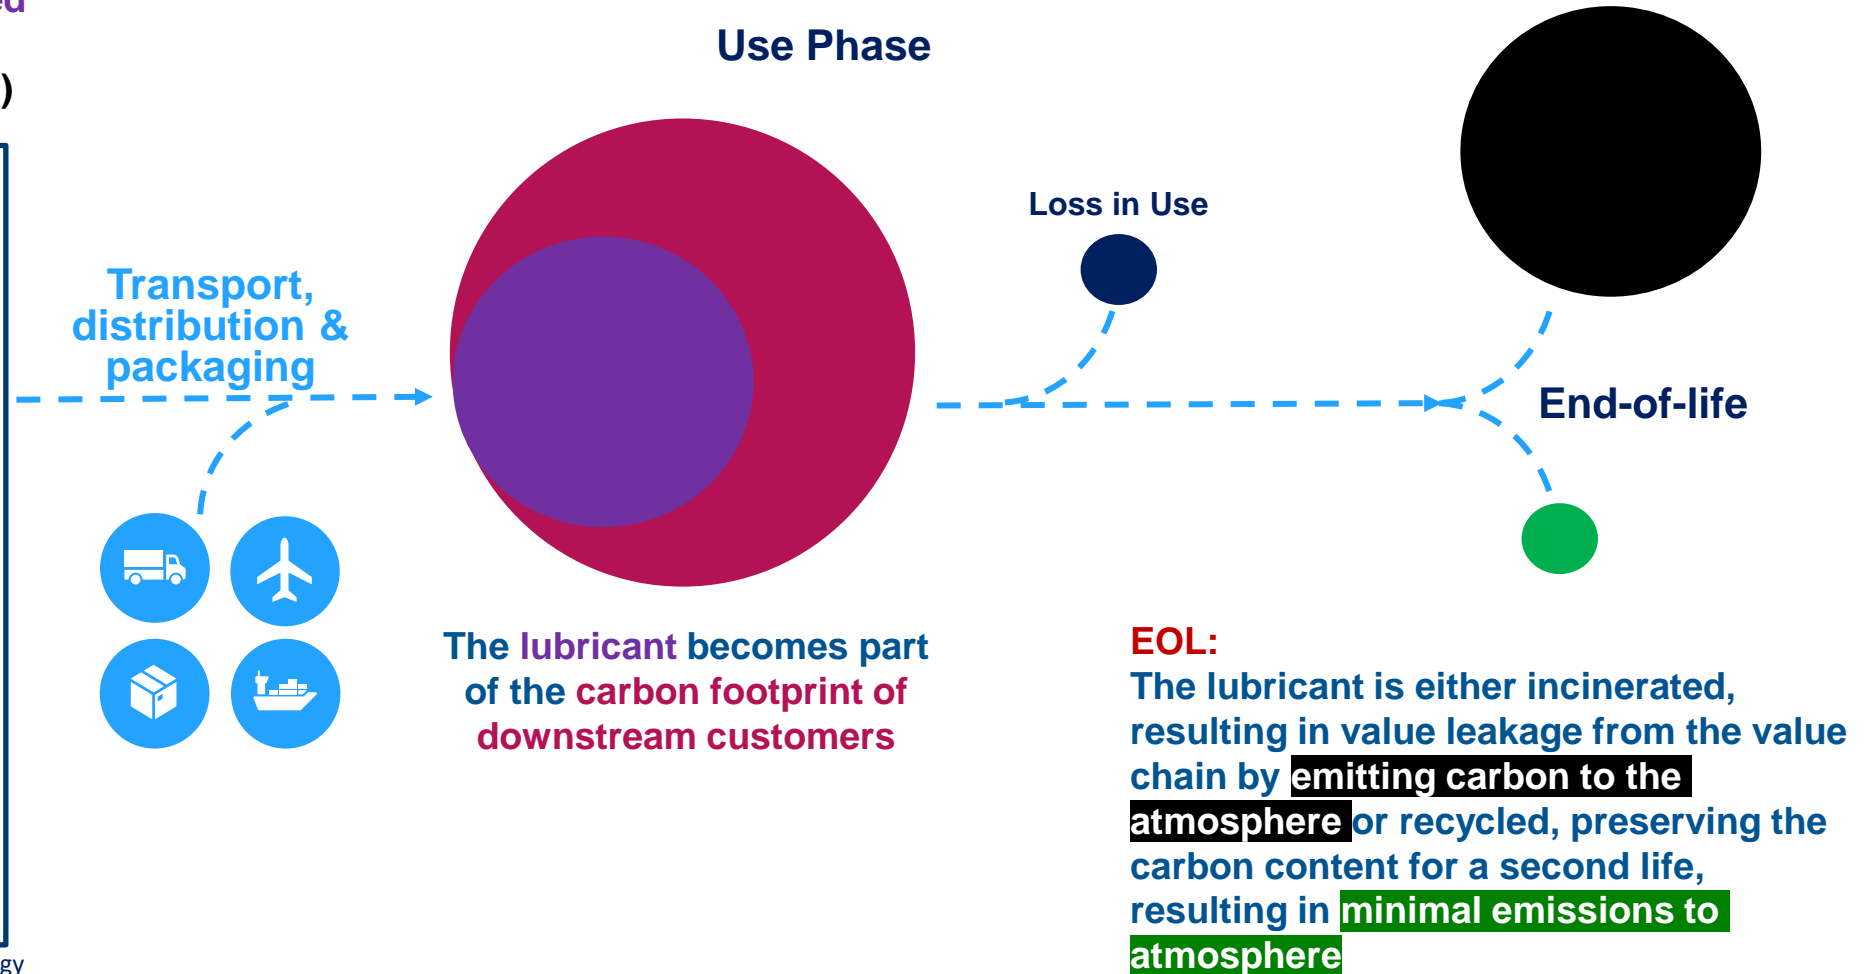 ed
)
Use Phase
Loss in Use
Transport,
distribution &
packaging
End-of-life
The lubricant becomes part
of the carbon footprint of
downstream customers
EOL:
The lubricant is either incinerated,
resulting in value leakage from the value
chain by emitting carbon to the
atmosphere or recycled, preserving the
carbon content for a second life,
resulting in minimal emissions to
atmosphere
gy